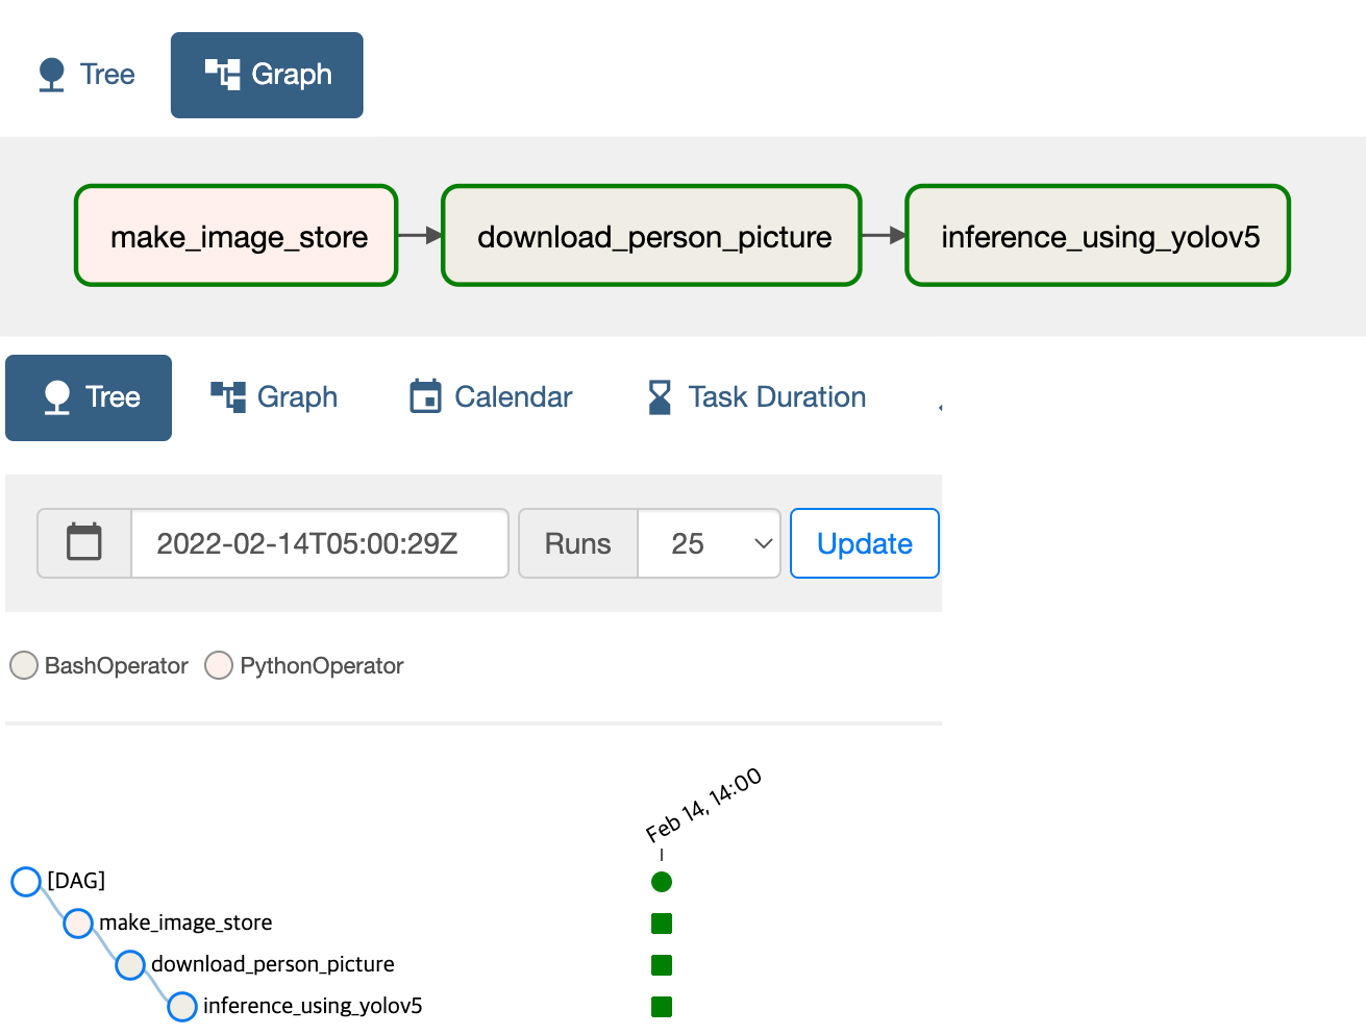 Tree Graph
make_image_store download_person_picture inference_using_yolov5
Tree Graph Calendar Task Duration
2022-02-14T05:00:29Z Runs 25 Update
BashOperator PythonOperator
Feb 14, 14:00
[DAG]
make_image_store
download_person_picture
inference_using_yolov5